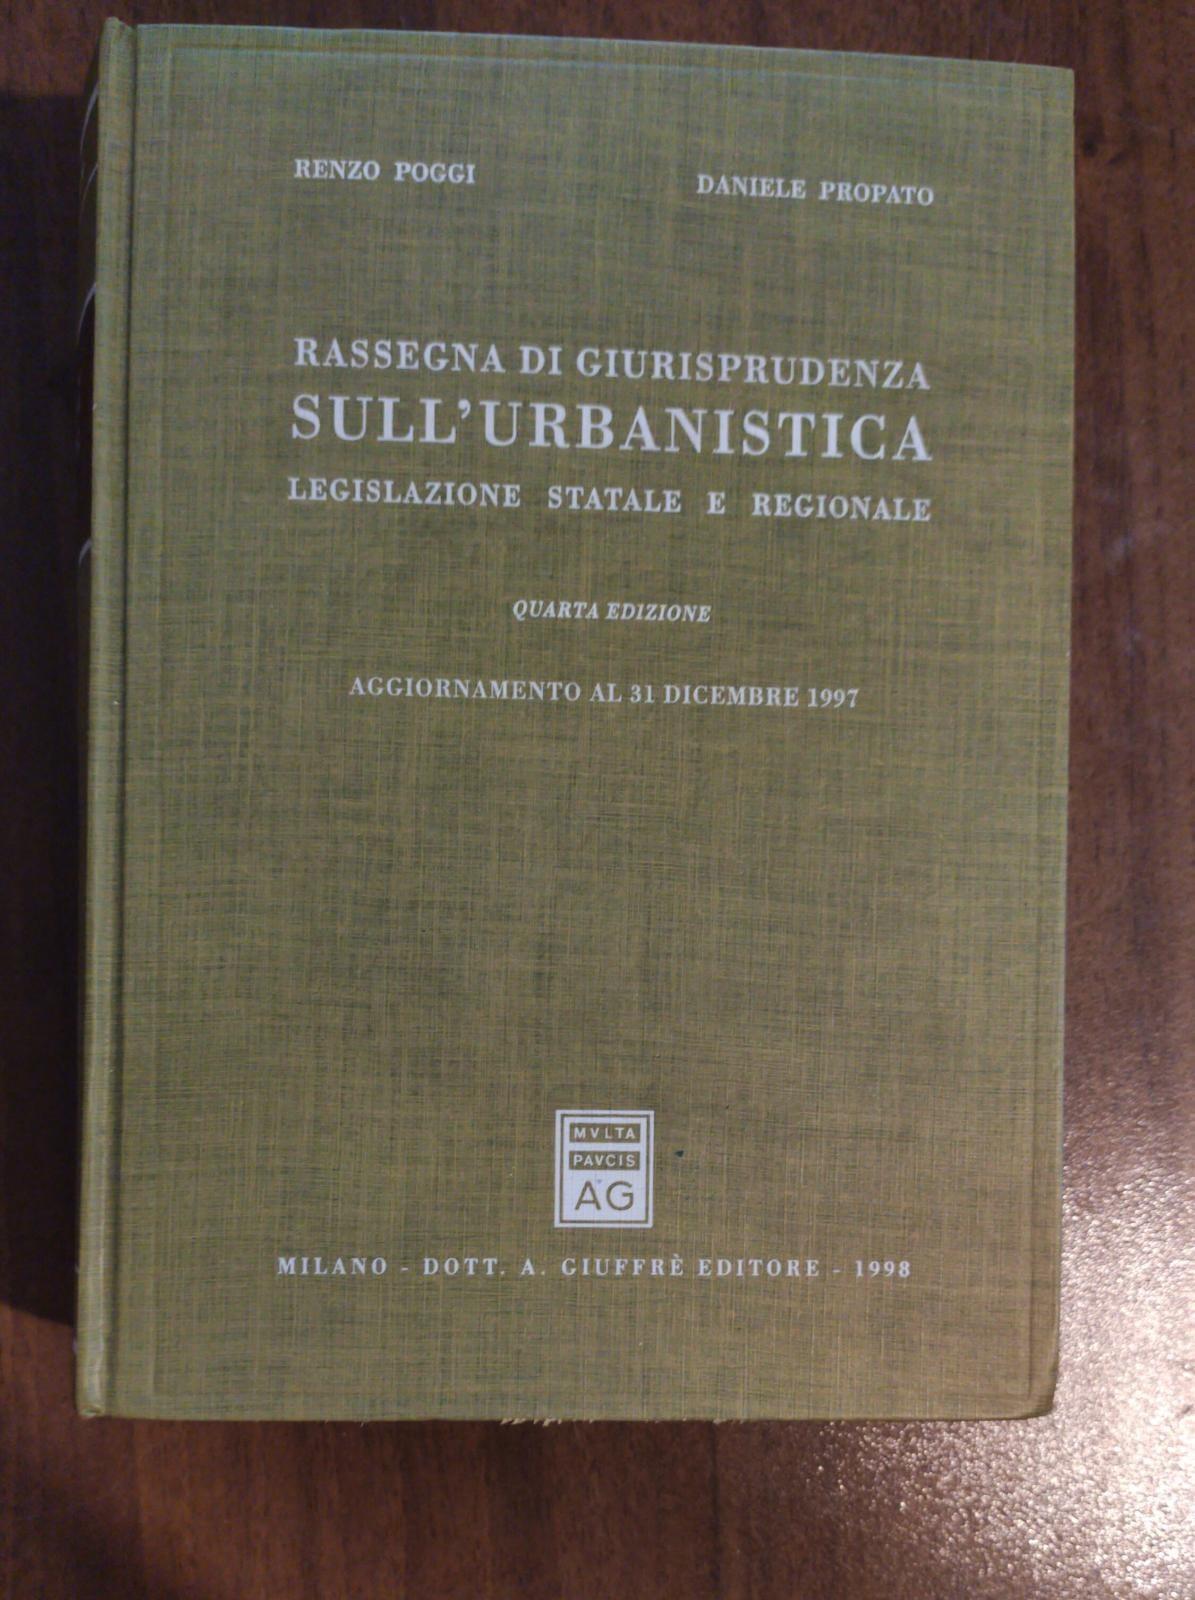 RENZO POGGI
DANIELE PROPATO
RASSEGNA DI GIURISPRUDENZA
SULL'URBANISTICA
LEGISLAZIONE STATALE E REGIONALE
QUARTA EDIZIONE
AGGIORNAMENTO AL 31 DICEMBRE 1997
MVLTA
PAVCIS
AG
MILANO - DOTT. A. GIUFFRÈ EDITORE - 1998